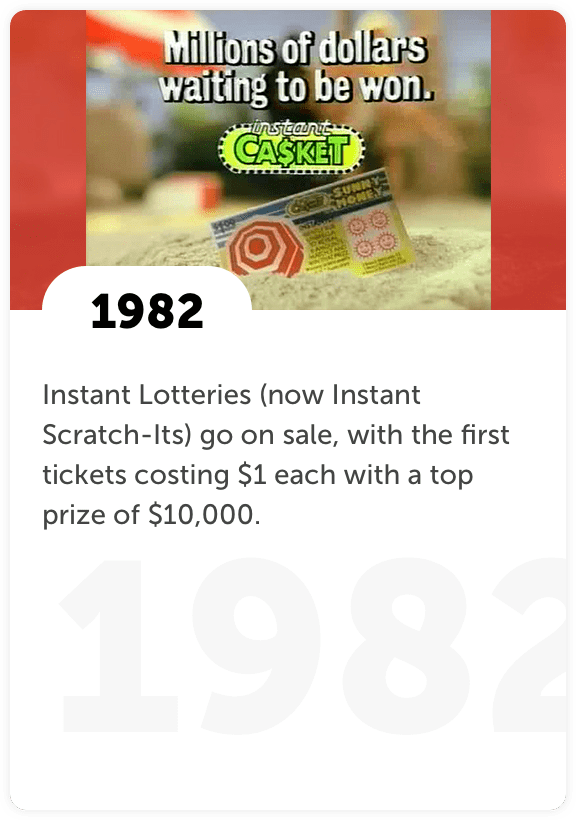 Millions of dollars
waiting to be won.
instant
CA$KET
SUNNY
MONEY
1982
Instant Lotteries (now Instant
Scratch-Its) go on sale, with the first
tickets costing $1 each with a top
prize of $10,000.
1982